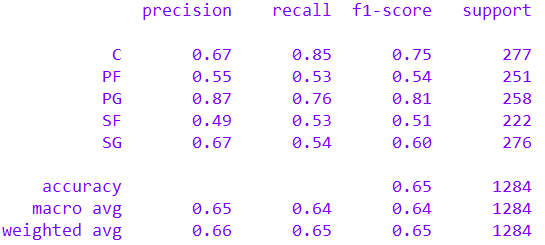 precision recall f1-score support
C 0.67 0.85 0.75 277
PF 0.55 0.53 0.54 251
PG 0.87 0.76 0.81 258
SF 0.49 0.53 0.51 222
SG 0.67 0.54 0.60 276
accuracy 0.65 1284
macro avg 0.65 0.64 0.64 1284
weighted avg 0.66 0.65 0.65 1284